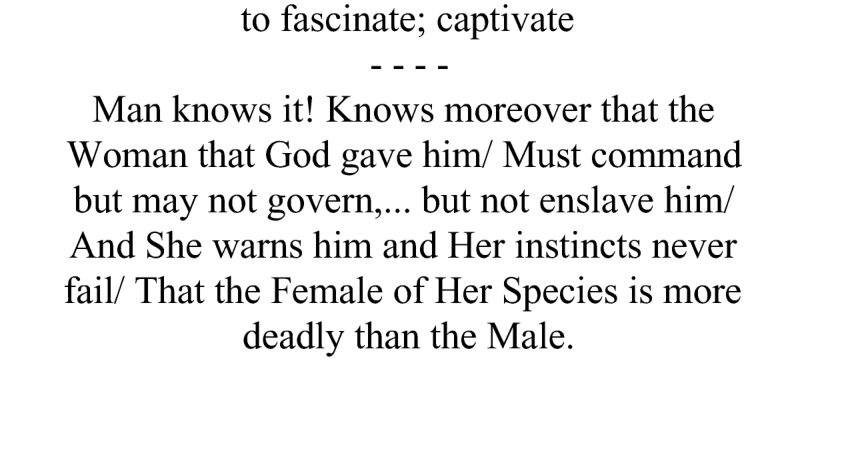 to fascinate; captivate
- - - -
Man knows it! Knows moreover that the
Woman that God gave him/ Must command
but may not govern,... but not enslave him/
And She warns him and Her instincts never
fail/ That the Female of Her Species is more
deadly than the Male.